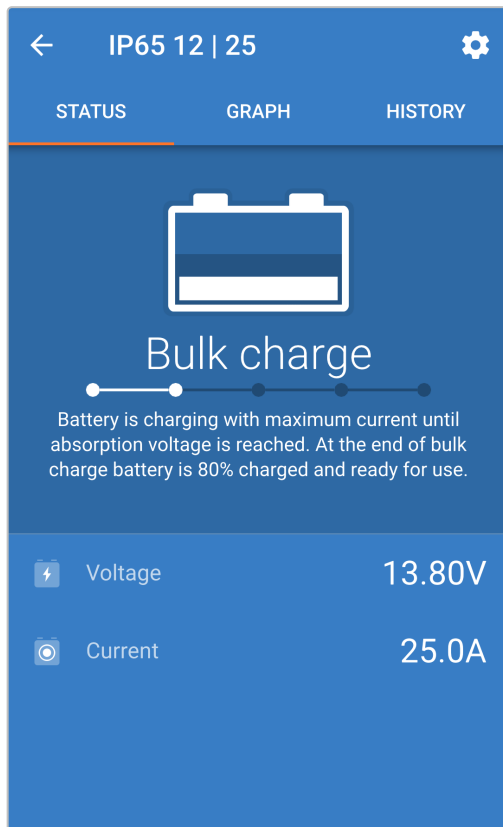 IP65 12 | 25
STATUS
GRAPH
HISTORY
Bulk charge
Battery is charging with maximum current until
absorption voltage is reached. At the end of bulk
charge battery is 80% charged and ready for use.
Voltage
13.80V
Current
25.0A